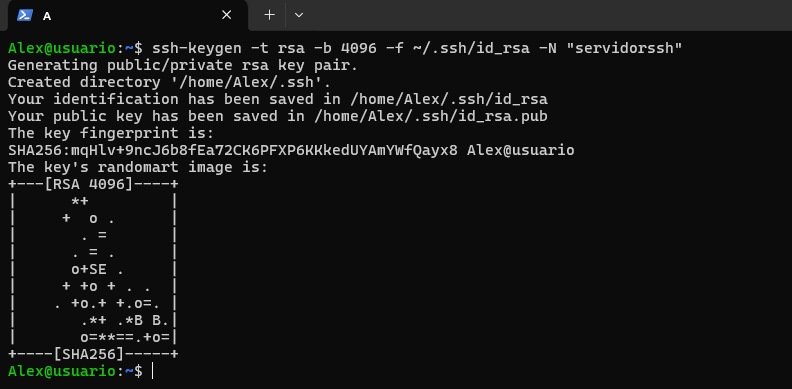 A
Alex@usuario:~$ ssh-keygen -t rsa -b 4096 -f ~/.ssh/id_rsa -N "servidorssh"
Generating public/private rsa key pair.
Created directory '/home/Alex/.ssh'.
Your identification has been saved in /home/Alex/.ssh/id_rsa
Your public key has been saved in /home/Alex/.ssh/id_rsa.pub
The key fingerprint is:
SHA256:mqHlv+9ncJ6b8fEa72CK6PFXP6KKkedUYAmYWfQayx8 Alex@usuario
The key's randomart image is:
+---[RSA 4096]----+
|      *+         |
|     +  o .      |
|       . =       |
|      . = .      |
|      o+SE .     |
|     + +o + . .  |
|    . +o.+ +.o=. |
|       .*+ .*B B.|
|       o=**==.+o=|
+----[SHA256]-----+
Alex@usuario:~$